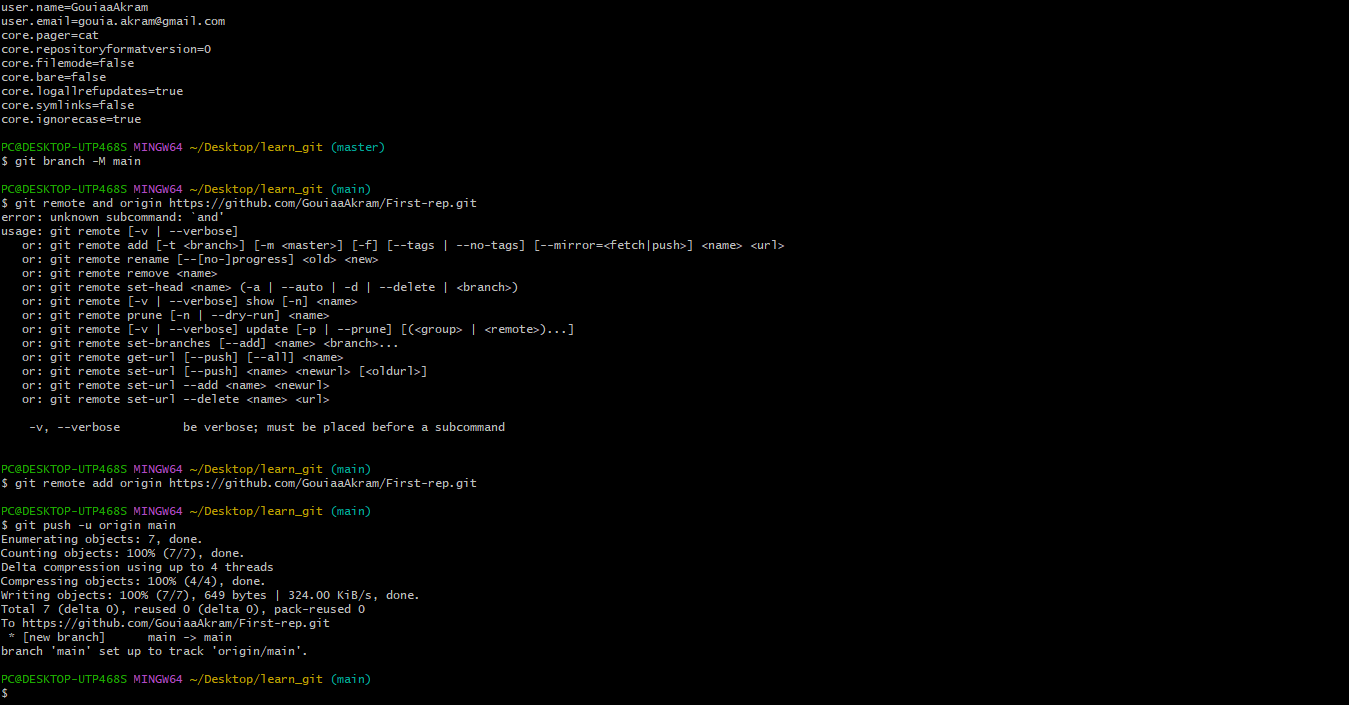 user.name=GouiaaAkram
user.email=gouia.akram@gmail.com
core.pager=cat
core.repositoryformatversion=0
core.filemode=false
core.bare=false
core.logallrefupdates=true
core.symlinks=false
core.ignorecase=true
PC@DESKTOP-UTP468S MINGW64 ~/Desktop/learn_git (master)
$ git branch -M main
PC@DESKTOP-UTP468S MINGW64 ~/Desktop/learn_git (main)
$ git remote and origin https://github.com/GouiaaAkram/First-rep.git
error: unknown subcommand: `and'
usage: git remote [-v | --verbose]
   or: git remote add [-t <branch>] [-m <master>] [-f] [--tags | --no-tags] [--mirror=<fetch|push>] <name> <url>
   or: git remote rename [--[no-]progress] <old> <new>
   or: git remote remove <name>
   or: git remote set-head <name> (-a | --auto | -d | --delete | <branch>)
   or: git remote [-v | --verbose] show [-n] <name>
   or: git remote prune [-n | --dry-run] <name>
   or: git remote [-v | --verbose] update [-p | --prune] [(<group> | <remote>)...]
   or: git remote set-branches [--add] <name> <branch>...
   or: git remote get-url [--push] [--all] <name>
   or: git remote set-url [--push] <name> <newurl> [<oldurl>]
   or: git remote set-url --add <name> <newurl>
   or: git remote set-url --delete <name> <url>
    -v, --verbose         be verbose; must be placed before a subcommand
PC@DESKTOP-UTP468S MINGW64 ~/Desktop/learn_git (main)
$ git remote add origin https://github.com/GouiaaAkram/First-rep.git
PC@DESKTOP-UTP468S MINGW64 ~/Desktop/learn_git (main)
$ git push -u origin main
Enumerating objects: 7, done.
Counting objects: 100% (7/7), done.
Delta compression using up to 4 threads
Compressing objects: 100% (4/4), done.
Writing objects: 100% (7/7), 649 bytes | 324.00 KiB/s, done.
Total 7 (delta 0), reused 0 (delta 0), pack-reused 0
To https://github.com/GouiaaAkram/First-rep.git
 * [new branch]      main -> main
branch 'main' set up to track 'origin/main'.
PC@DESKTOP-UTP468S MINGW64 ~/Desktop/learn_git (main)
$